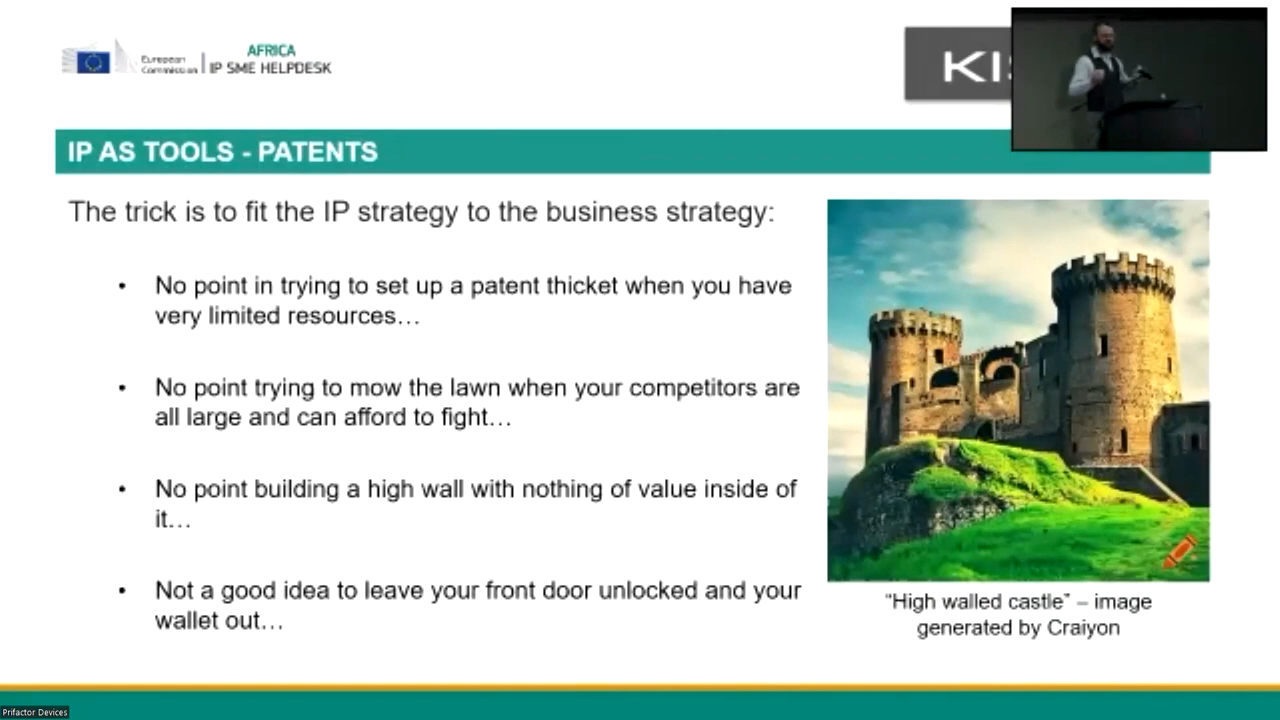 European
Commission
AFRICA
IP SME HELPDESK
IP AS TOOLS - PATENTS
The trick is to fit the IP strategy to the business strategy:
• No point in trying to set up a patent thicket when you have
very limited resources…
• No point trying to mow the lawn when your competitors are
all large and can afford to fight…
• No point building a high wall with nothing of value inside of
it…
• Not a good idea to leave your front door unlocked and your
wallet out…
“High walled castle” – image
generated by Craiyon
Prifactor Devices